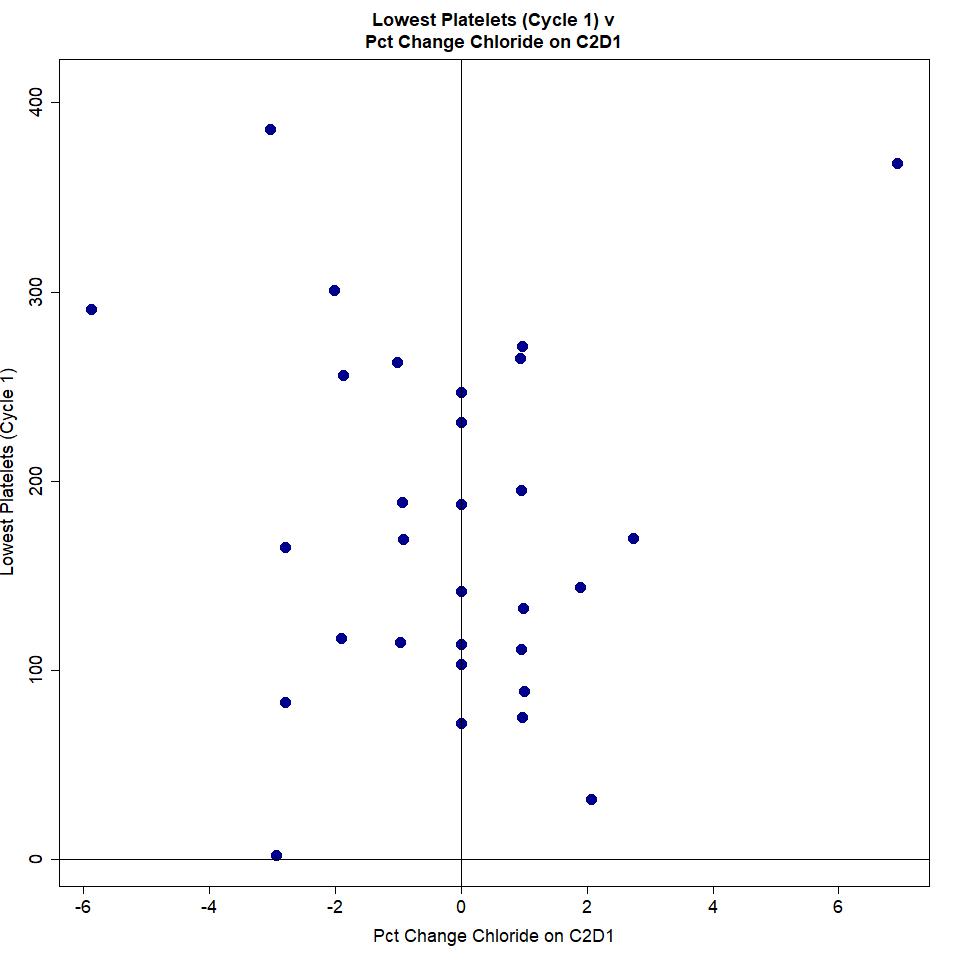 Lowest Platelets (Cycle 1) v
Pct Change Chloride on C2D1
400
300
200
100
0
Lowest Platelets (Cycle 1)
-6 -4 -2 0 2 4 6
Pct Change Chloride on C2D1